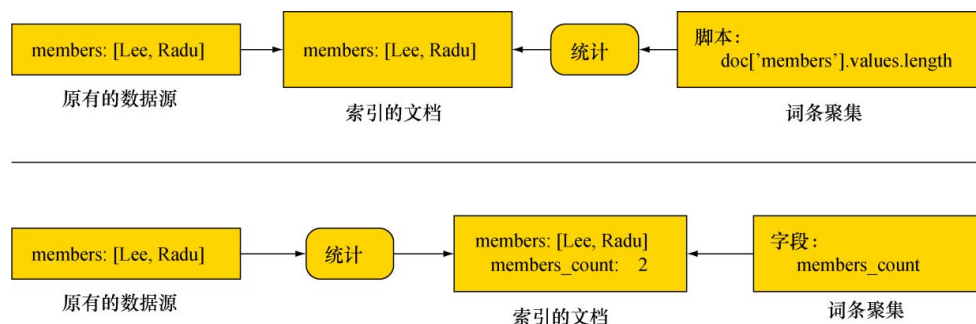 members: [Lee, Radu]
原有的数据源
members: [Lee, Radu]
索引的文档
统计
脚本：
doc['members'].values.length
词条聚集
members: [Lee, Radu]
原有的数据源
统计
members: [Lee, Radu]
members_count: 2
索引的文档
字段：
members_count
词条聚集